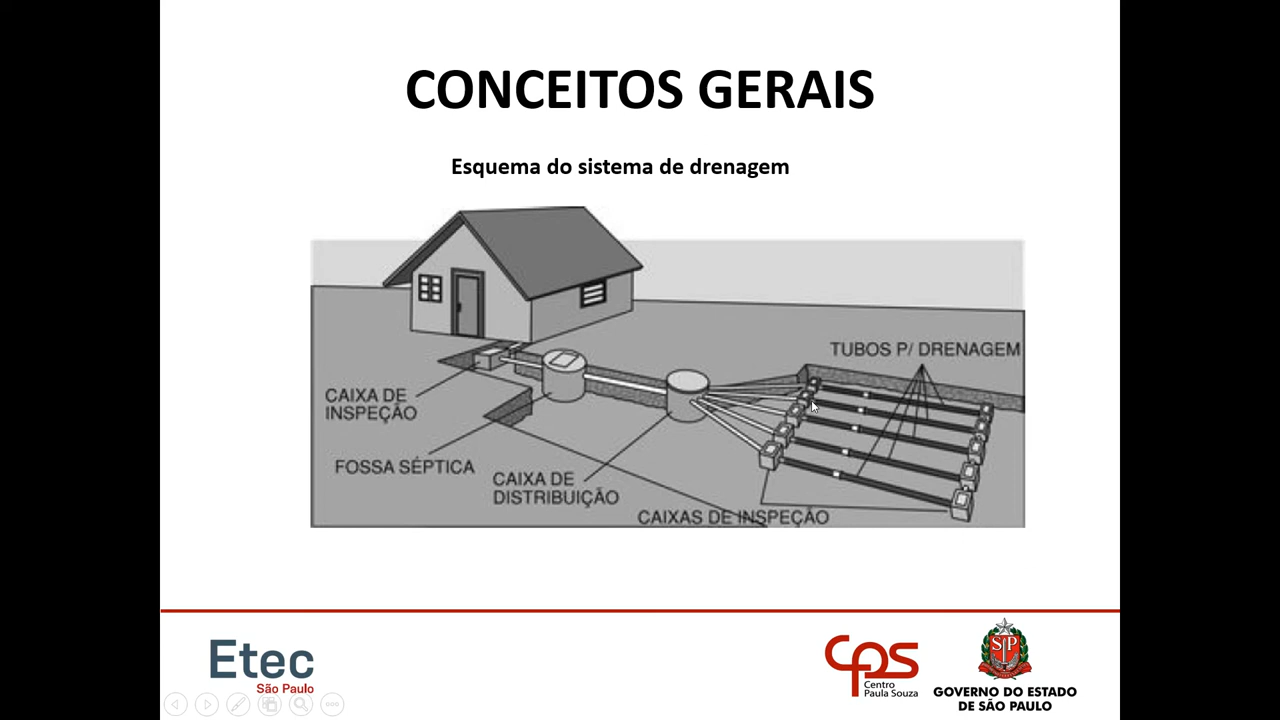 CONCEITOS GERAIS
Esquema do sistema de drenagem
TUBOS P/ DRENAGEM
CAIXA DE
INSPEÇÃO
FOSSA SÉPTICA
CAIXA DE
DISTRIBUIÇÃO
CAIXAS DE INSPEÇÃO
Etec
São Paulo
cps
Centro
Paula Souza
SP
GOVERNO DO ESTADO
DE SÃO PAULO